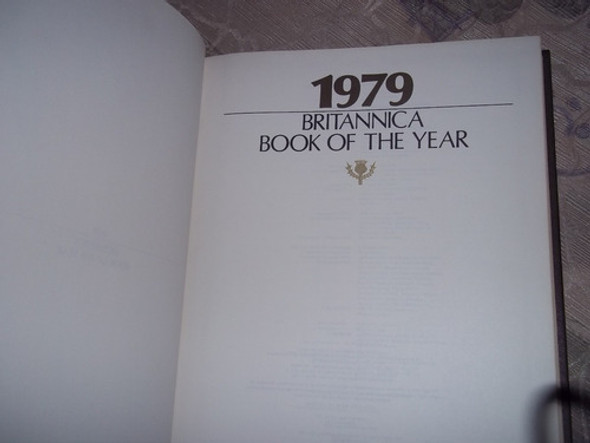 1979
BRITANNICA
BOOK OF THE YEAR